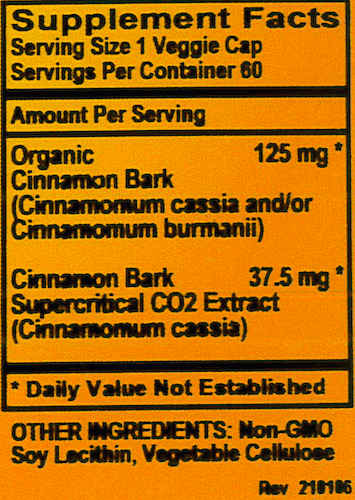 Supplement Facts
Serving Size 1 Veggie Cap
Servings Per Container 60
Amount Per Serving
Organic 125 mg *
Cinnamon Bark
(Cinnamomum cassia and/or
Cinnamomum burmanii)
Cinnamon Bark 37.5 mg *
Supercritical CO2 Extract
(Cinnamomum cassia)
* Daily Value Not Established
OTHER INGREDIENTS: Non-GMO
Soy Lecithin, Vegetable Cellulose
Rev